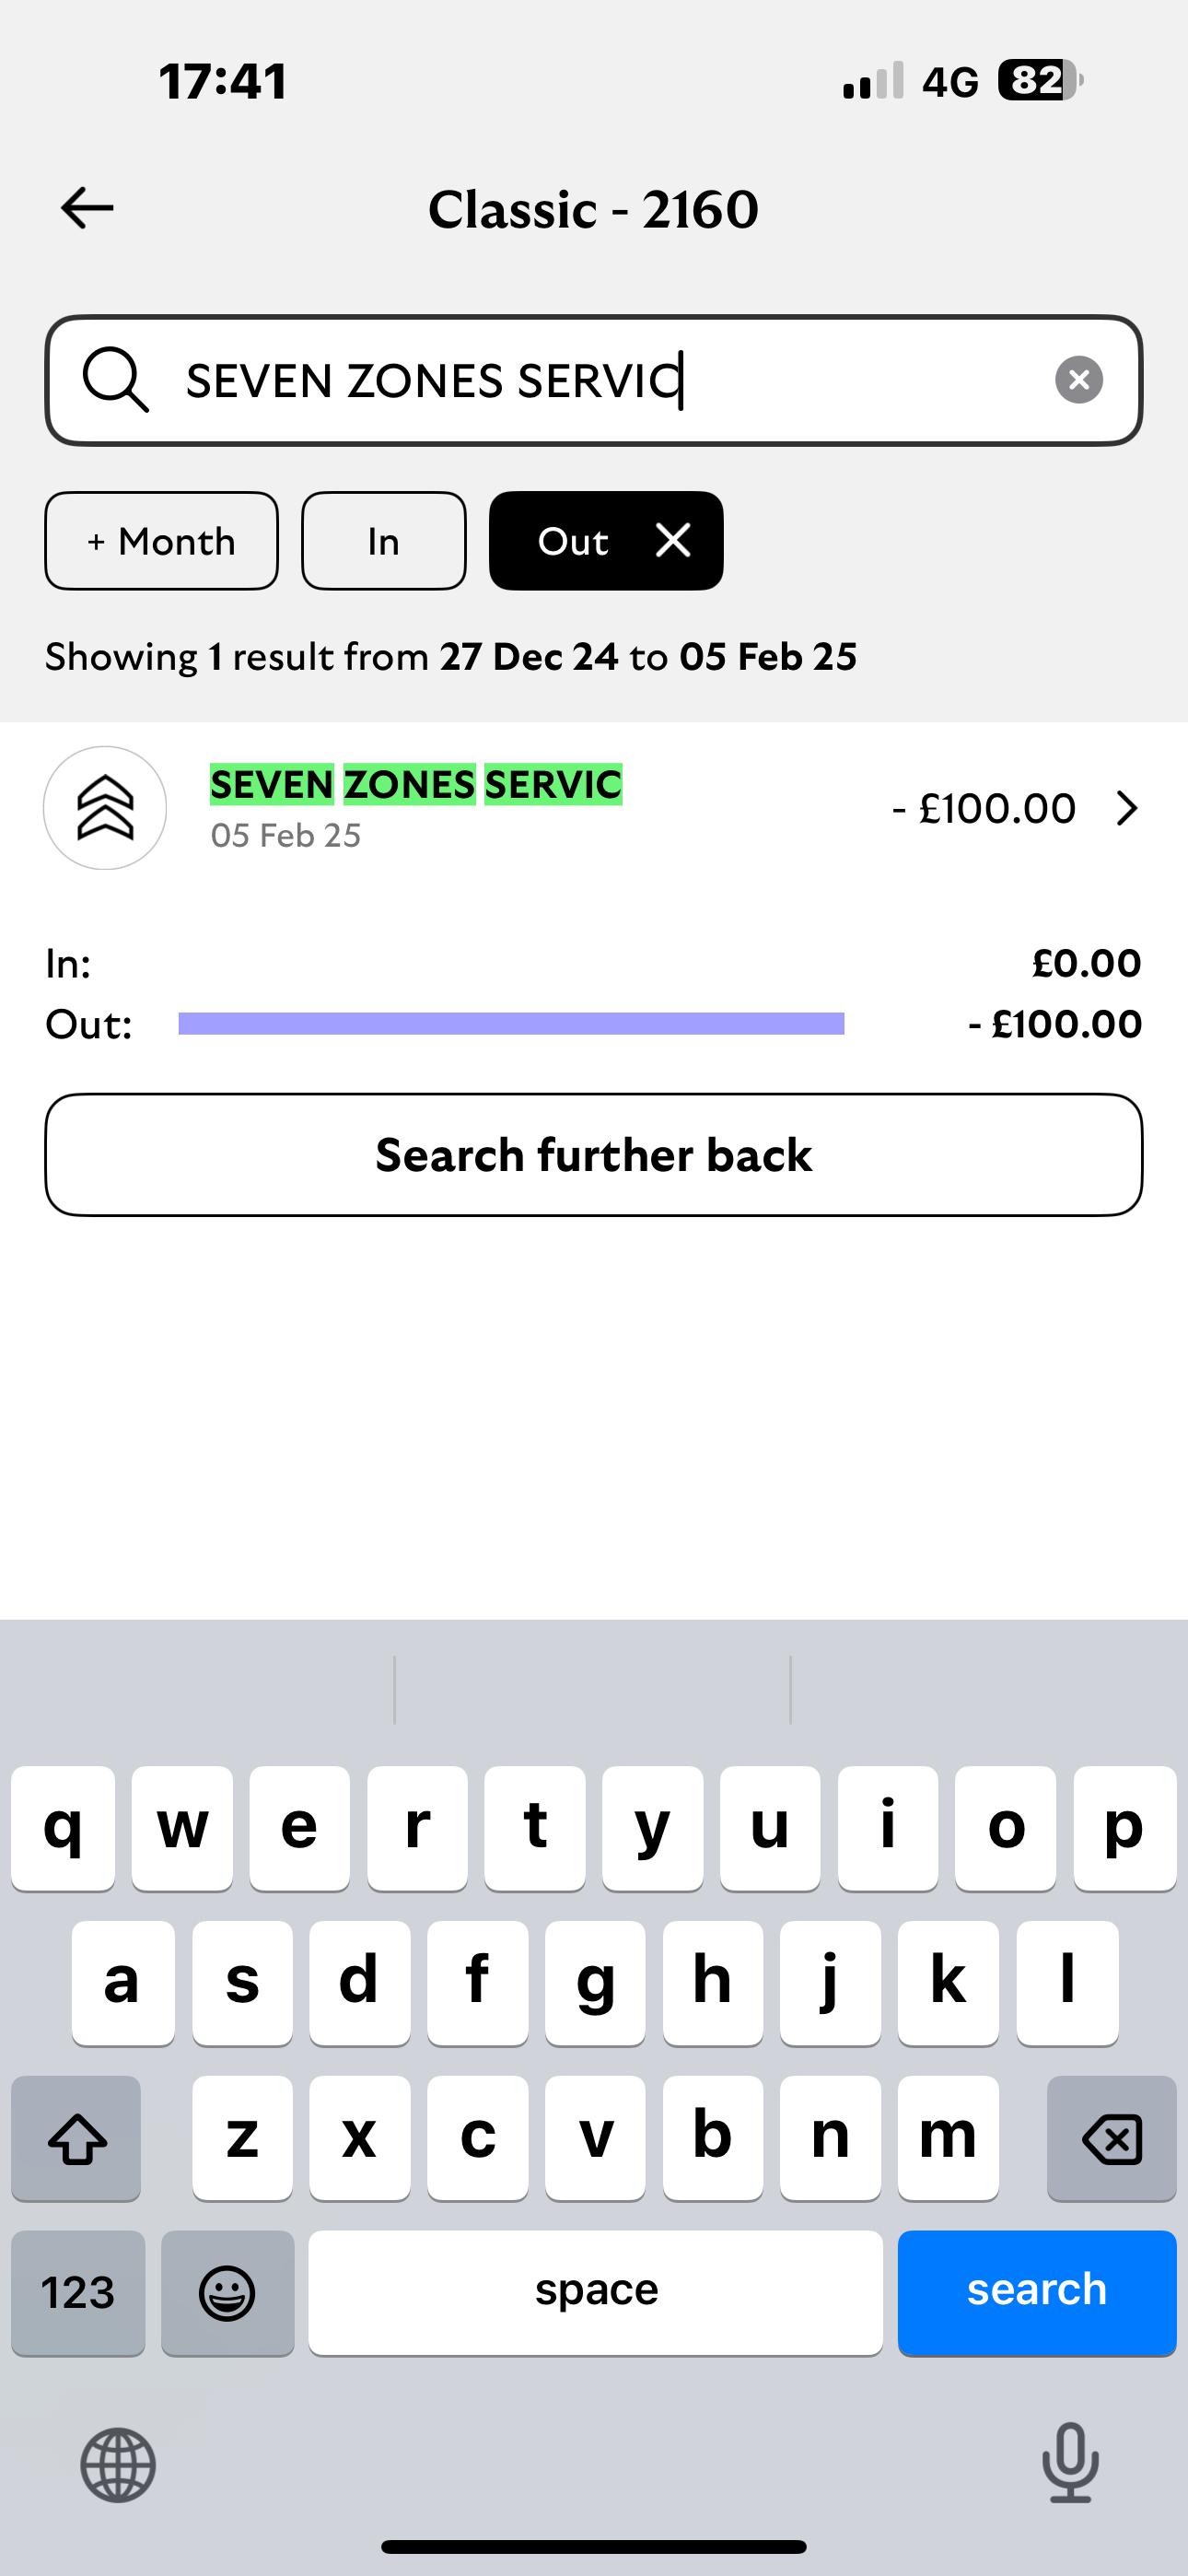 17:41 4G 82
Classic - 2160
SEVEN ZONES SERVIC
+ Month In Out
Showing 1 result from 27 Dec 24 to 05 Feb 25
SEVEN ZONES SERVIC
- £100.00
05 Feb 25
In: £0.00
Out: - £100.00
Search further back
q w e r t y u i o p
a s d f g h j k l
z x c v b n m
123 space search